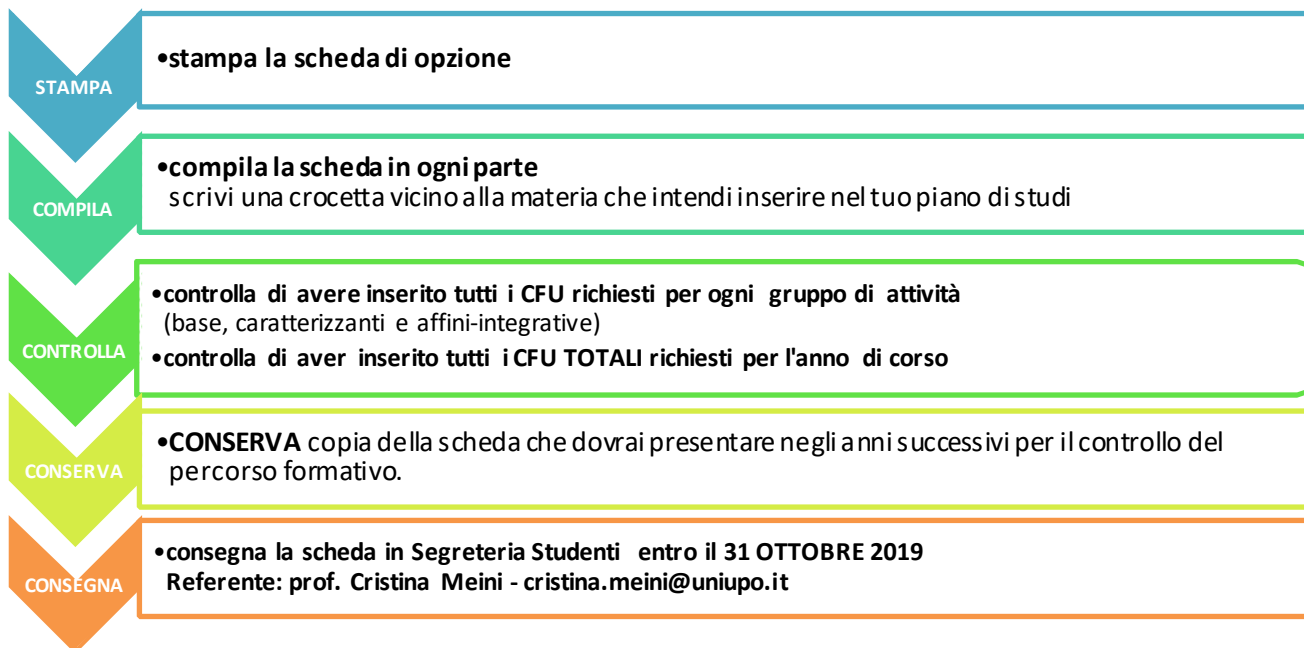 STAMPA
•stampa la scheda di opzione
COMPILA
•compila la scheda in ogni parte
scrivi una crocetta vicino alla materia che intendi inserire nel tuo piano di studi
CONTROLLA
•controlla di avere inserito tutti i CFU richiesti per ogni gruppo di attività
(base, caratterizzanti e affini-integrative)
•controlla di aver inserito tutti i CFU TOTALI richiesti per l'anno di corso
CONSERVA
•CONSERVA copia della scheda che dovrai presentare negli anni successivi per il controllo del
percorso formativo.
CONSEGNA
•consegna la scheda in Segreteria Studenti entro il 31 OTTOBRE 2019
Referente: prof. Cristina Meini - cristina.meini@uniupo.it